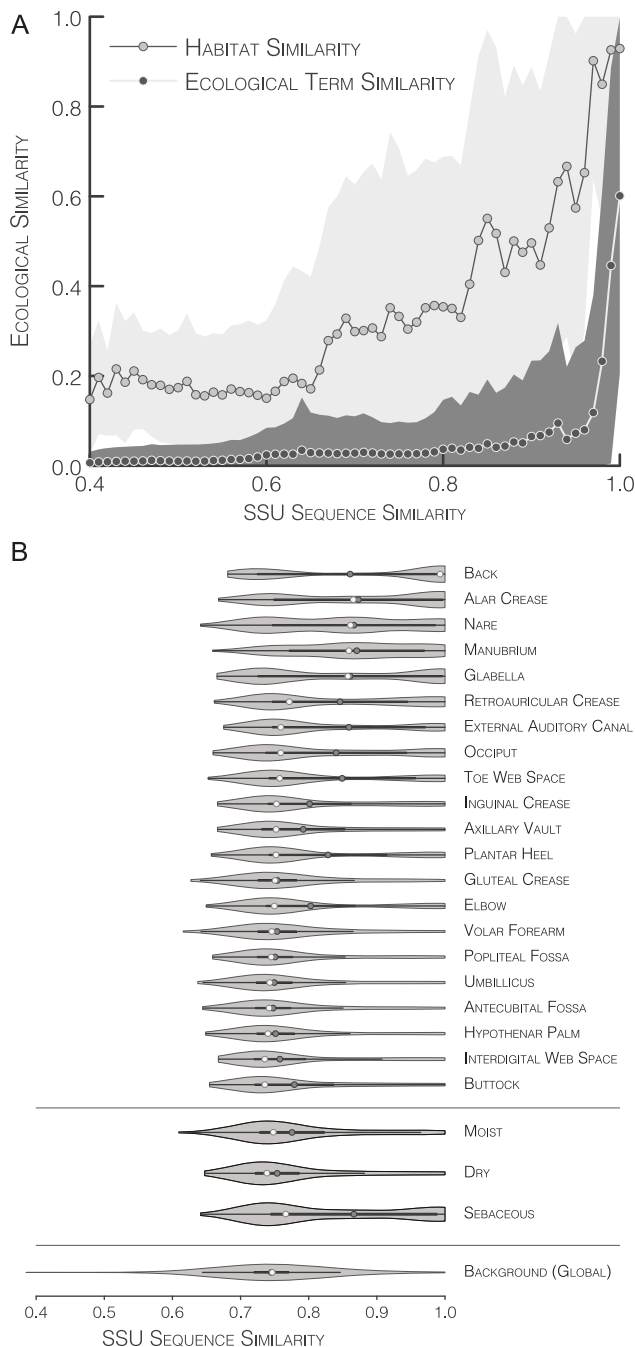 A
1.0
0.8
0.6
0.4
0.2
0.0
ECOLOGICAL SIMILARITY
HABITAT SIMILARITY
ECOLOGICAL TERM SIMILARITY
0.4 0.6 0.8 1.0
SSU SEQUENCE SIMILARITY
B
BACK
ALAR CREASE
NARE
MANUBRIUM
GLABELLA
RETROAURICULAR CREASE
EXTERNAL AUDITORY CANAL
OCCIPUT
TOE WEB SPACE
INGUINAL CREASE
AXILLARY VAULT
PLANTAR HEEL
GLUTEAL CREASE
ELBOW
VOLAR FOREARM
POPLITEAL FOSSA
UMBILLICUS
ANTECUBITAL FOSSA
HYPOTHENAR PALM
INTERDIGITAL WEB SPACE
BUTTOCK
MOIST
DRY
SEBACEOUS
BACKGROUND (GLOBAL)
0.4 0.5 0.6 0.7 0.8 0.9 1.0
SSU SEQUENCE SIMILARITY